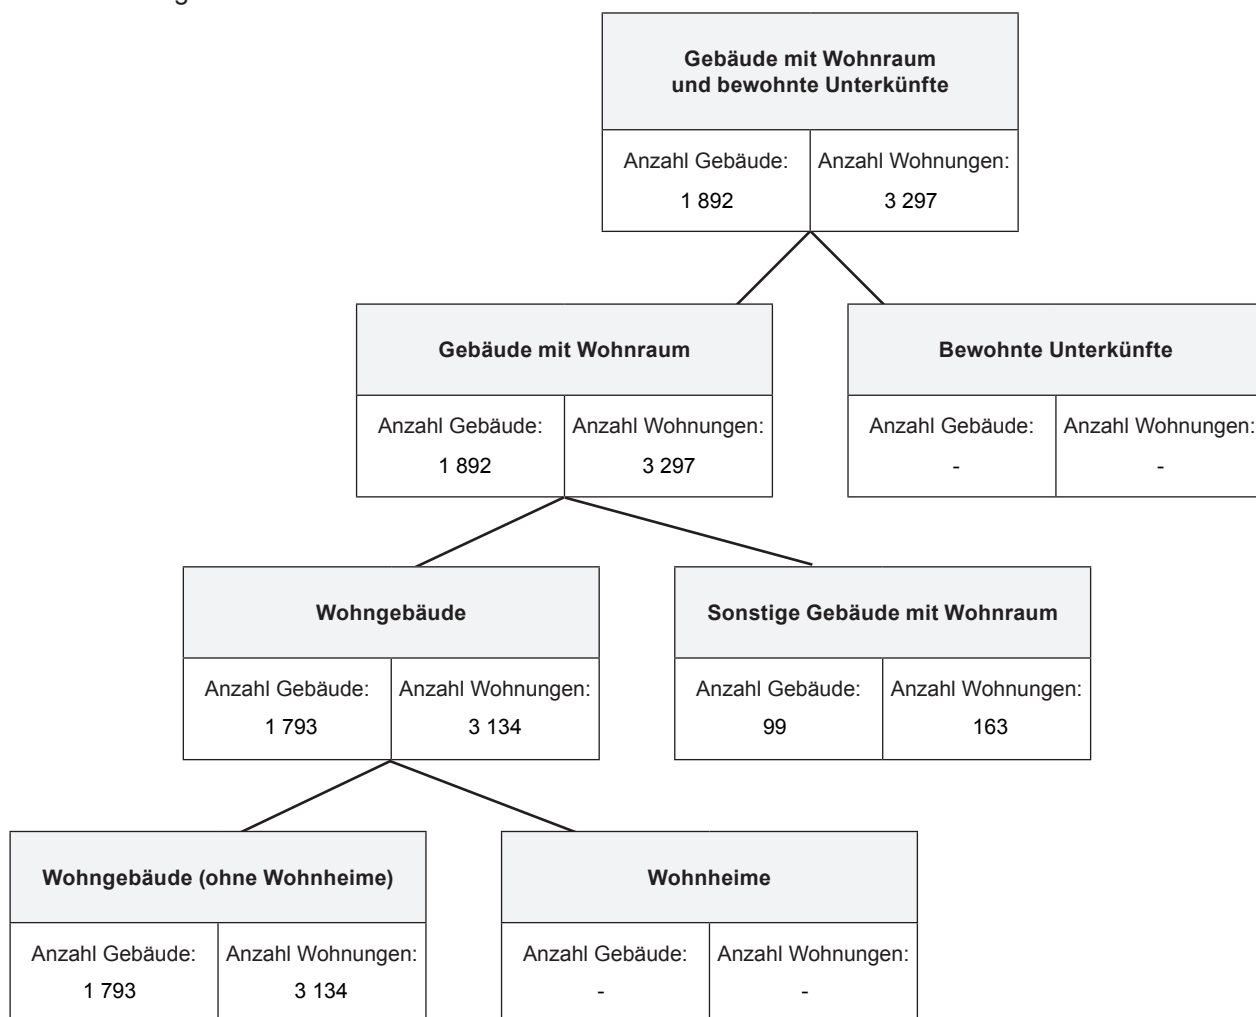 Gebäude mit Wohnraum
und bewohnte Unterkünfte
Anzahl Gebäude: Anzahl Wohnungen:
1 892 3 297
Gebäude mit Wohnraum Bewohnte Unterkünfte
Anzahl Gebäude: Anzahl Wohnungen: Anzahl Gebäude: Anzahl Wohnungen:
1 892 3 297 - -
Wohngebäude Sonstige Gebäude mit Wohnraum
Anzahl Gebäude: Anzahl Wohnungen: Anzahl Gebäude: Anzahl Wohnungen:
1 793 3 134 99 163
Wohngebäude (ohne Wohnheime) Wohnheime
Anzahl Gebäude: Anzahl Wohnungen: Anzahl Gebäude: Anzahl Wohnungen:
1 793 3 134 - -